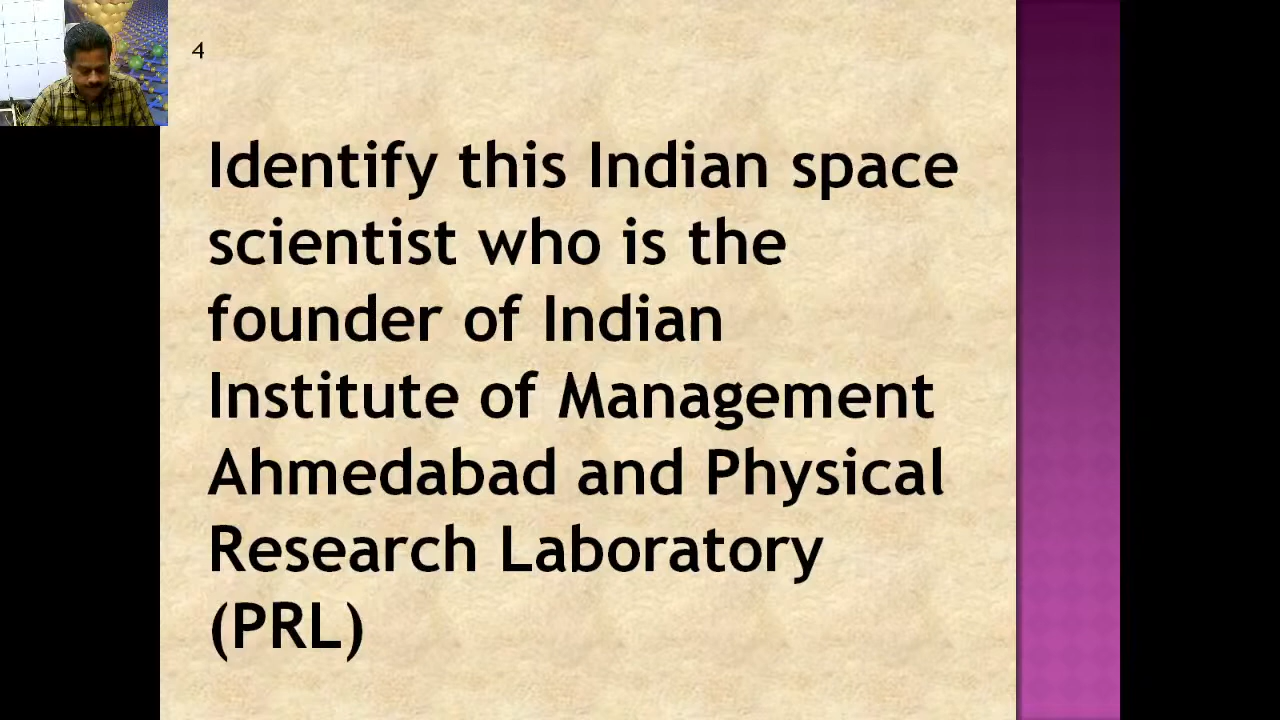 4
Identify this Indian space
scientist who is the
founder of Indian
Institute of Management
Ahmedabad and Physical
Research Laboratory
(PRL)